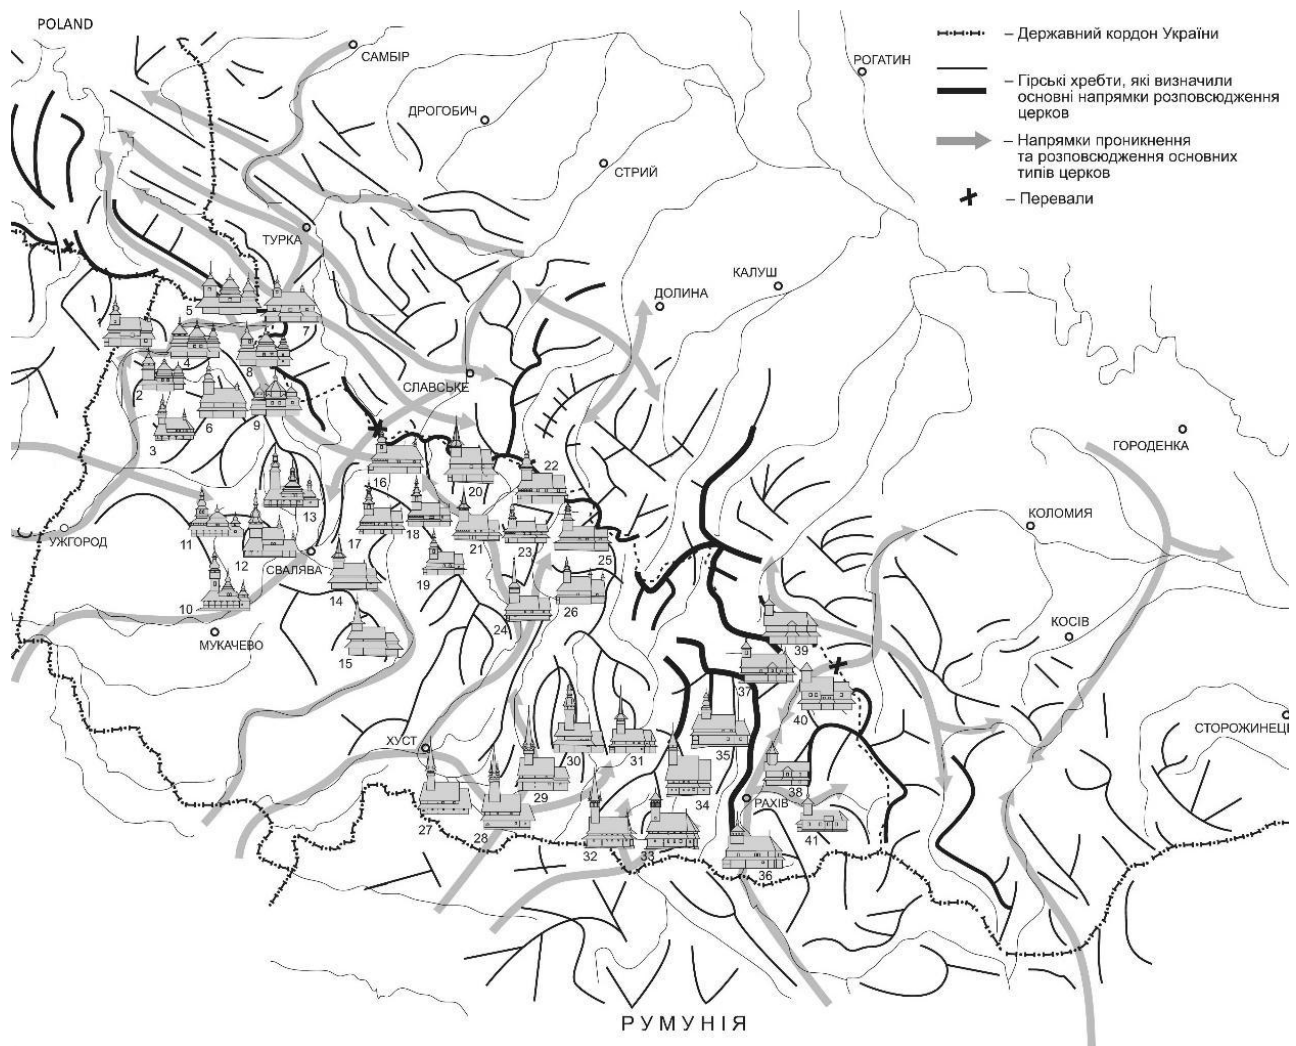 POLAND
САМБІР
РОГАТИН
– Державний кордон України
– Гірські хребти, які визначили
основні напрямки розповсюдження
церков
– Напрямки проникнення
та розповсюдження основних
типів церков
– Перевали
ДРОГОБИЧ
СТРИЙ
ТУРКА
КАЛУШ
ДОЛИНА
5
7
4
8
2
СЛАВСЬКЕ
6
9
3
ГОРОДЕНКА
16
20
22
13
КОЛОМИЯ
УЖГОРОД
11
12
СВАЛЯВА
17
18
21
23
25
19
14
10
24
26
МУКАЧЕВО
15
КОСІВ
39
37
40
СТОРОЖИНЕЦЬ
ХУСТ
30
31
35
29
38
34
РАХІВ
27
28
32
33
41
36
РУМУНІЯ